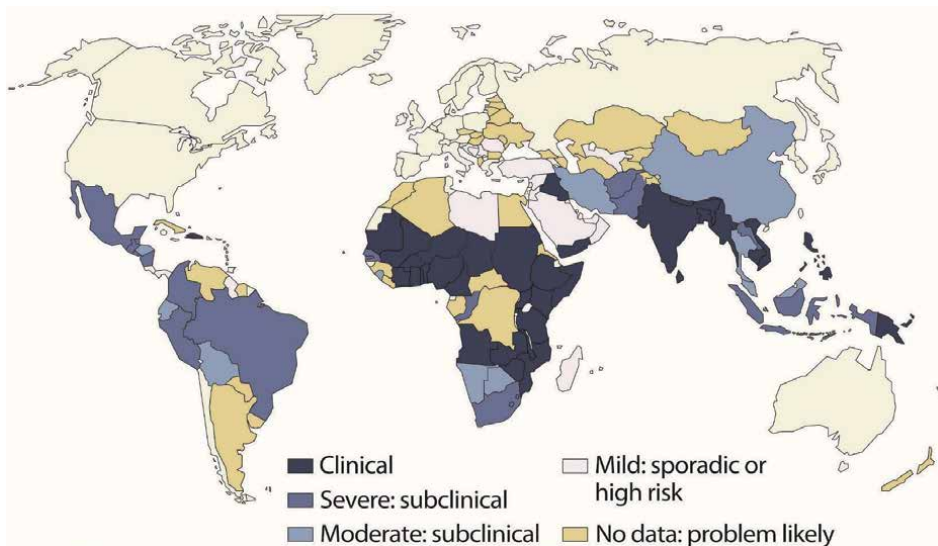 Clinical
Severe: subclinical
Moderate: subclinical
Mild: sporadic or
high risk
No data: problem likely